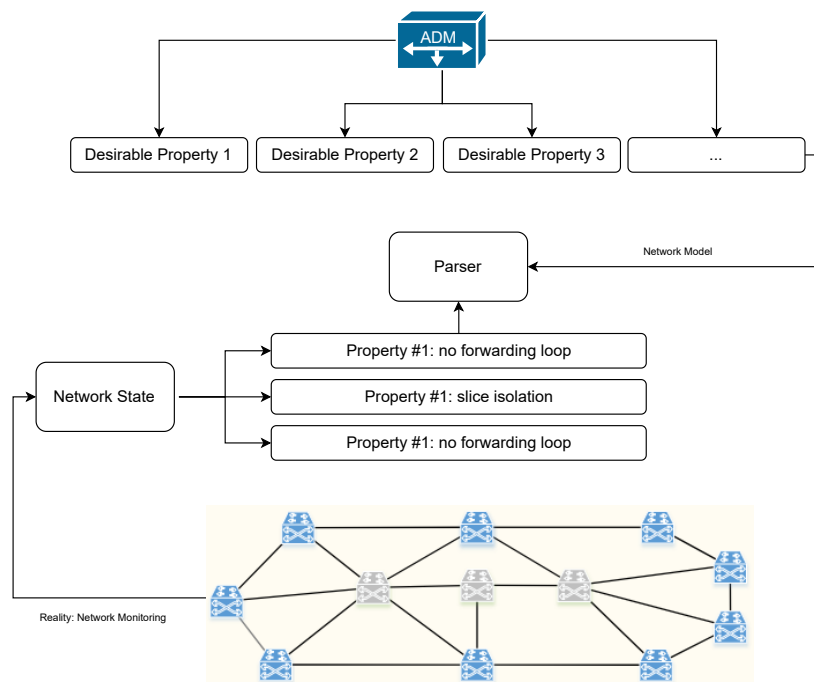 ADM
Desirable Property 1
Desirable Property 2
Desirable Property 3
...
Network Model
Parser
Property #1: no forwarding loop
Network State
Property #1: slice isolation
Property #1: no forwarding loop
Reality: Network Monitoring